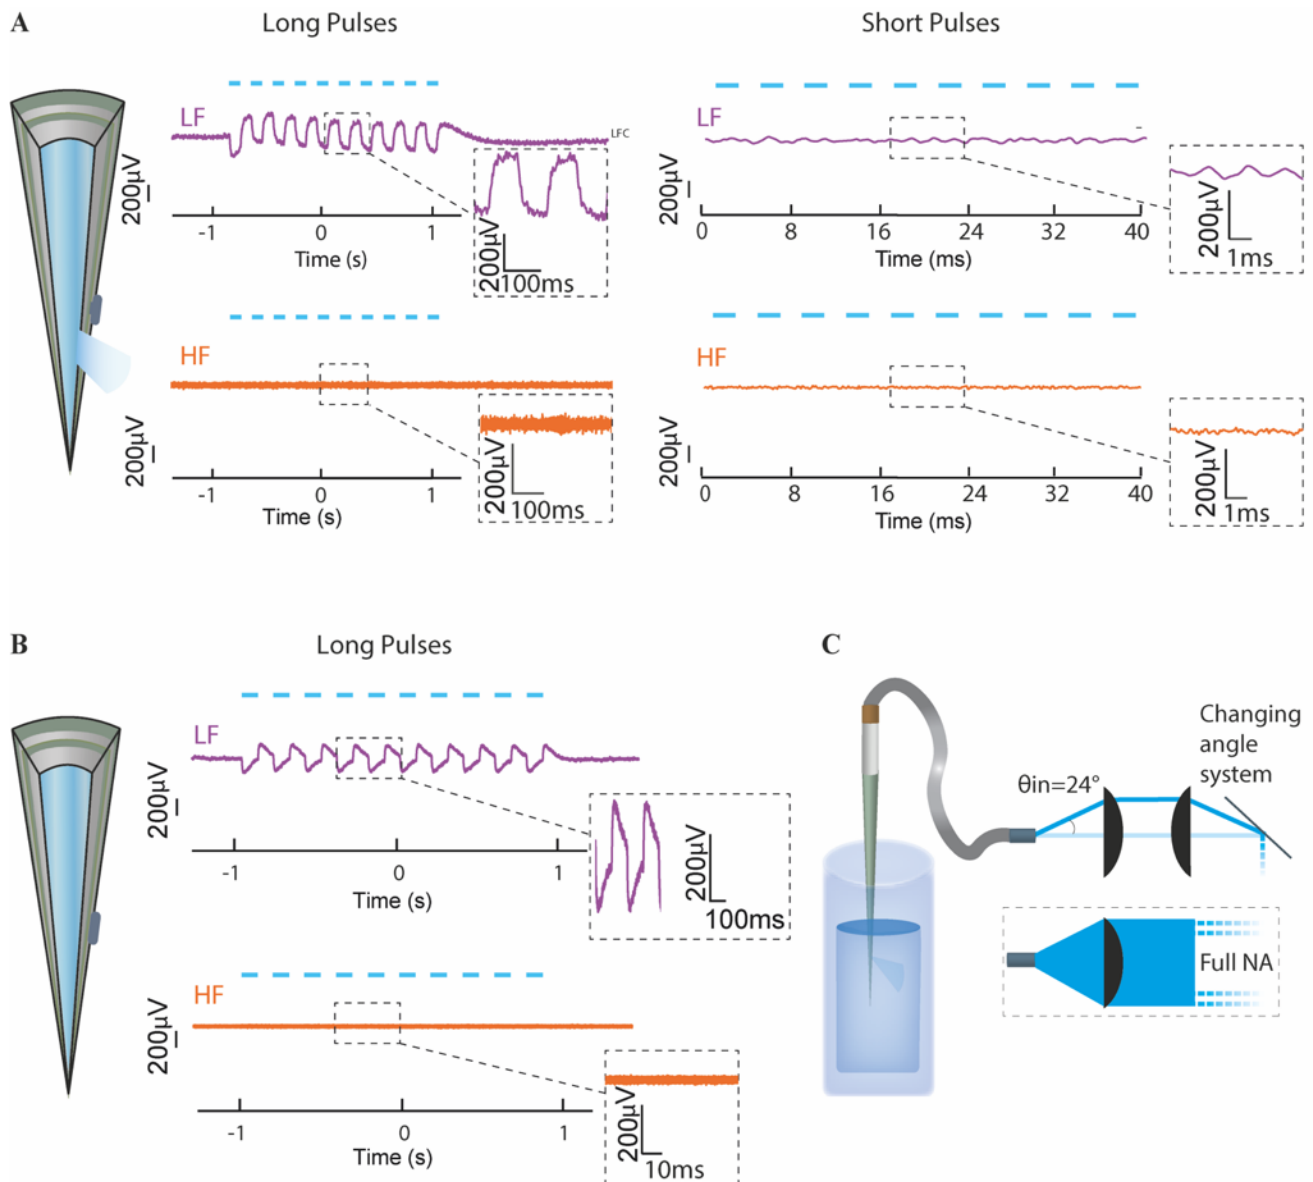 A
Long Pulses
Short Pulses
LF
LFC
200µV
200µV
100ms
-1 0 1
Time (s)
LF
200µV
200µV
1ms
0 8 16 24 32 40
Time (ms)
HF
200µV
200µV
100ms
-1 0 1
Time (s)
HF
200µV
200µV
1ms
0 8 16 24 32 40
Time (ms)
B
Long Pulses
LF
200µV
200µV
100ms
-1 0 1
Time (s)
HF
200µV
200µV
10ms
-1 0 1
Time (s)
C
Changing
angle
system
θin=24°
Full NA